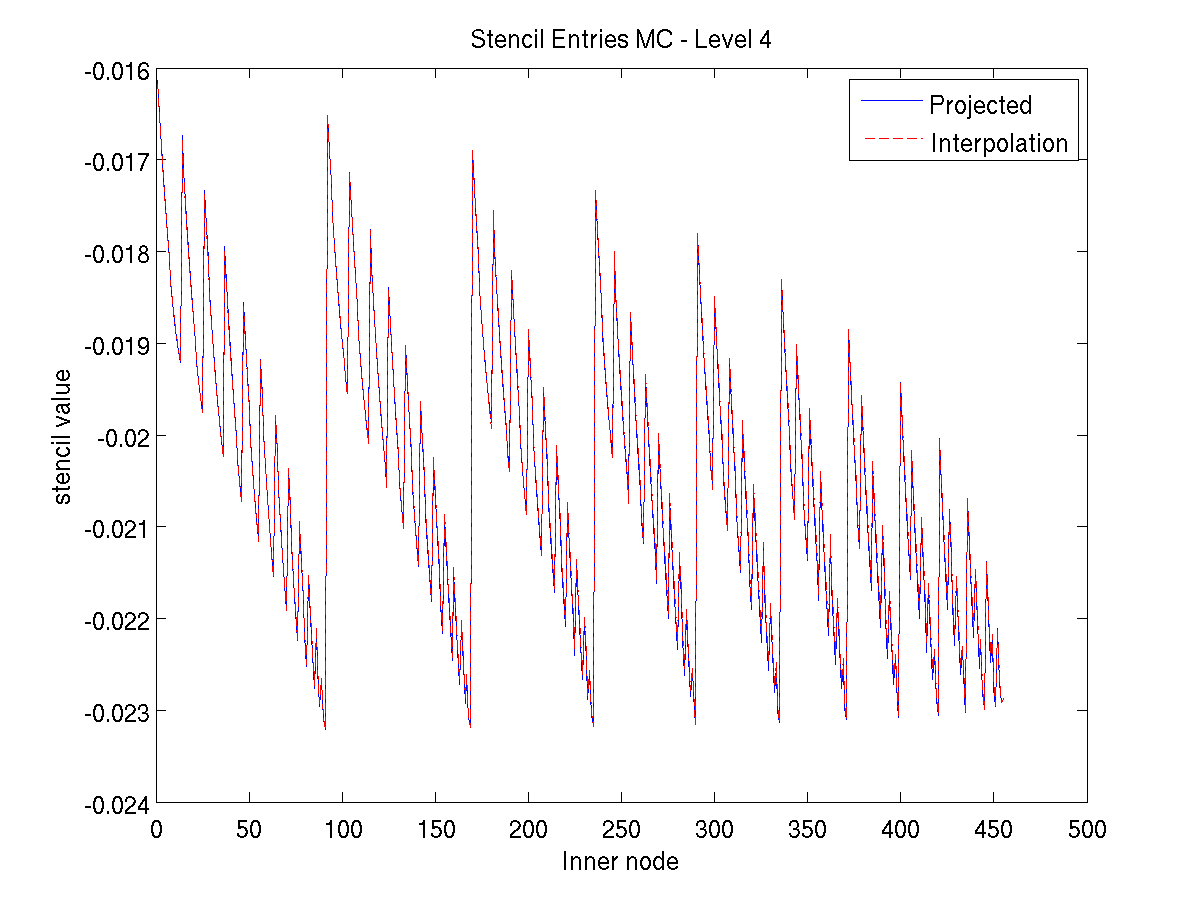 Stencil Entries MC - Level 4
Projected
Interpolation
-0.016
-0.017
-0.018
-0.019
-0.02
-0.021
-0.022
-0.023
-0.024
stencil value
0 50 100 150 200 250 300 350 400 450 500
Inner node